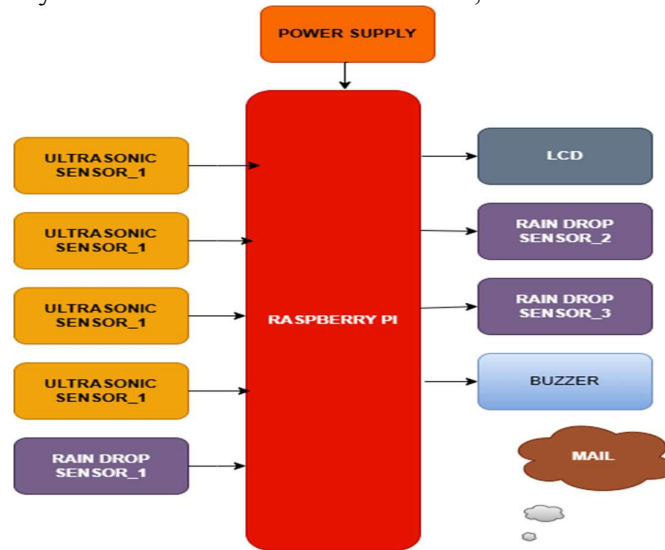 POWER SUPPLY
ULTRASONIC
SENSOR_1
ULTRASONIC
SENSOR_1
ULTRASONIC
SENSOR_1
ULTRASONIC
SENSOR_1
RAIN DROP
SENSOR_1
RASPBERRY PI
LCD
RAIN DROP
SENSOR_2
RAIN DROP
SENSOR_3
BUZZER
MAIL